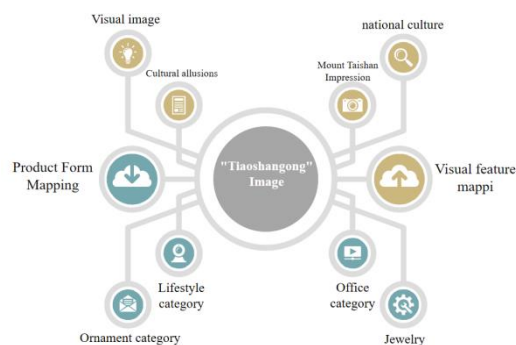 Visual image
national culture
Cultural allusions
Mount Taishan
Impression
Product Form
Mapping
"Tiaoshangong"
Image
Visual feature
mappi
Lifestyle
category
Office
category
Ornament category
Jewelry